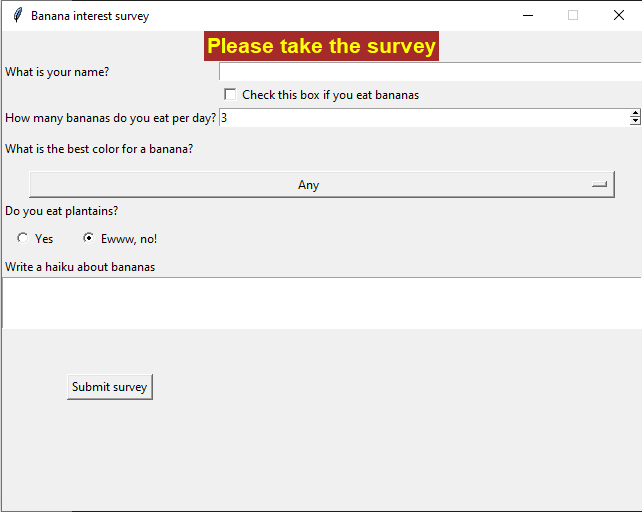 Banana interest survey
Please take the survey
What is your name?
Check this box if you eat bananas
How many bananas do you eat per day? 3
What is the best color for a banana?
Any
Do you eat plantains?
Yes Ewww, no!
Write a haiku about bananas
Submit survey